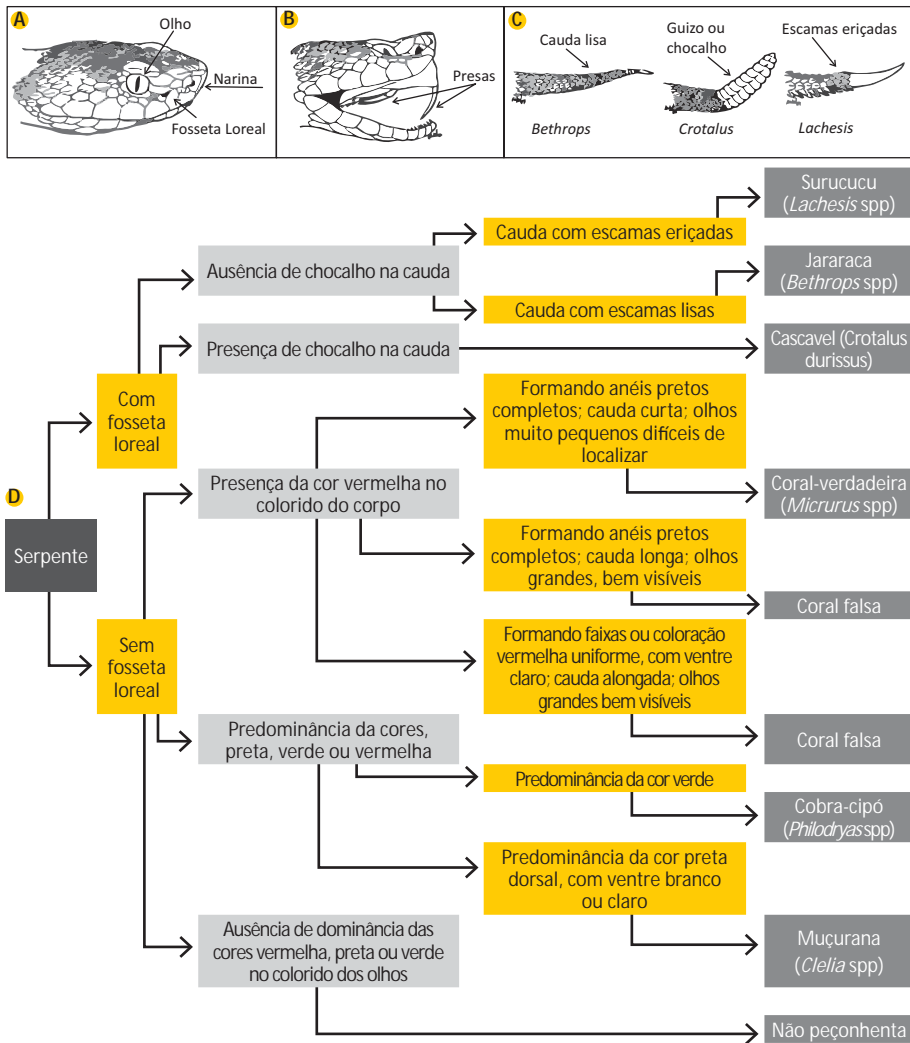 A
Olho
Narina
Fosseta Loreal
B
Presas
C
Cauda lisa
Guizo ou
chocalho
Escamas eriçadas
Bethrops
Crotalus
Lachesis
Surucucu
(Lachesis spp)
Cauda com escamas eriçadas
Ausência de chocalho na cauda
Jararaca
(Bethrops spp)
Cauda com escamas lisas
Presença de chocalho na cauda
Cascavel (Crotalus
durissus)
Com
fosseta
loreal
Formando anéis pretos
completos; cauda curta; olhos
muito pequenos difíceis de
localizar
Presença da cor vermelha no
colorido do corpo
Coral-verdadeira
(Micrurus spp)
D
Serpente
Formando anéis pretos
completos; cauda longa; olhos
grandes, bem visíveis
Coral falsa
Sem
fosseta
loreal
Formando faixas ou coloração
vermelha uniforme, com ventre
claro; cauda alongada; olhos
grandes bem visíveis
Predominância da cores,
preta, verde ou vermelha
Coral falsa
Predominância da cor verde
Cobra-cipó
(Philodryas spp)
Predominância da cor preta
dorsal, com ventre branco
ou claro
Ausência de dominância das
cores vermelha, preta ou verde
no colorido dos olhos
Muçurana
(Clelia spp)
Não peçonhenta